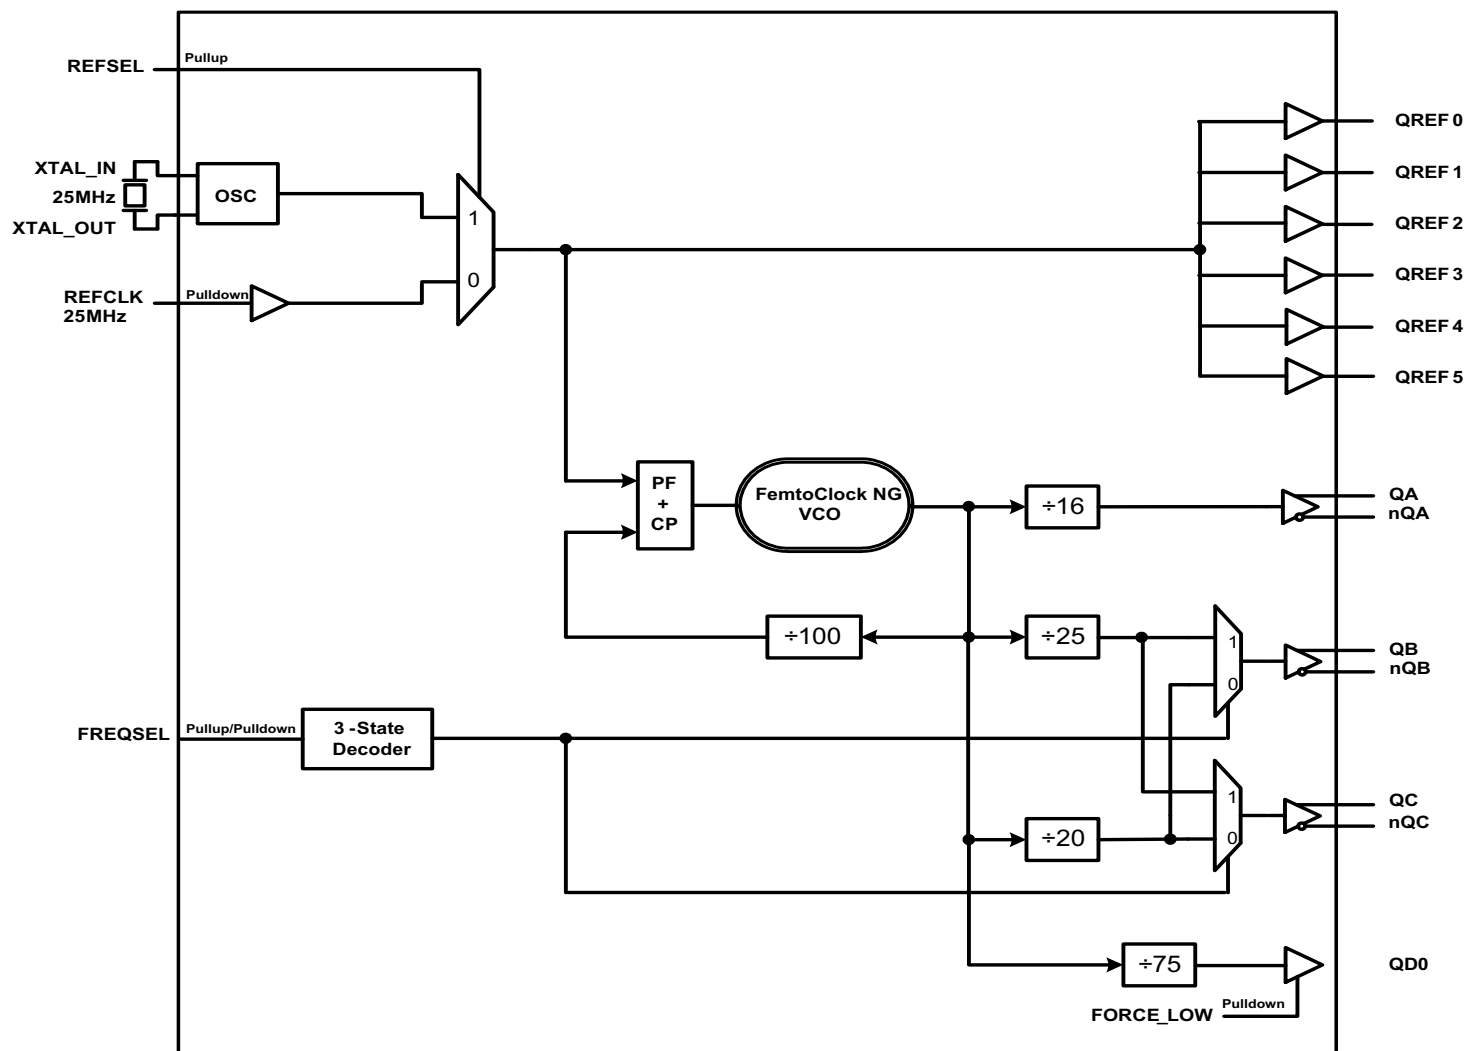 REFSEL
Pullup
XTAL_IN
25MHz
XTAL_OUT
OSC
1
0
REFCLK
25MHz
Pulldown
QREF 0
QREF 1
QREF 2
QREF 3
QREF 4
QREF 5
PF
+
CP
FemtoClock NG
VCO
÷16
QA
nQA
÷100
÷25
1
0
QB
nQB
FREQSEL
Pullup/Pulldown
3 -State
Decoder
÷20
1
0
QC
nQC
÷75
QD0
FORCE_LOW
Pulldown